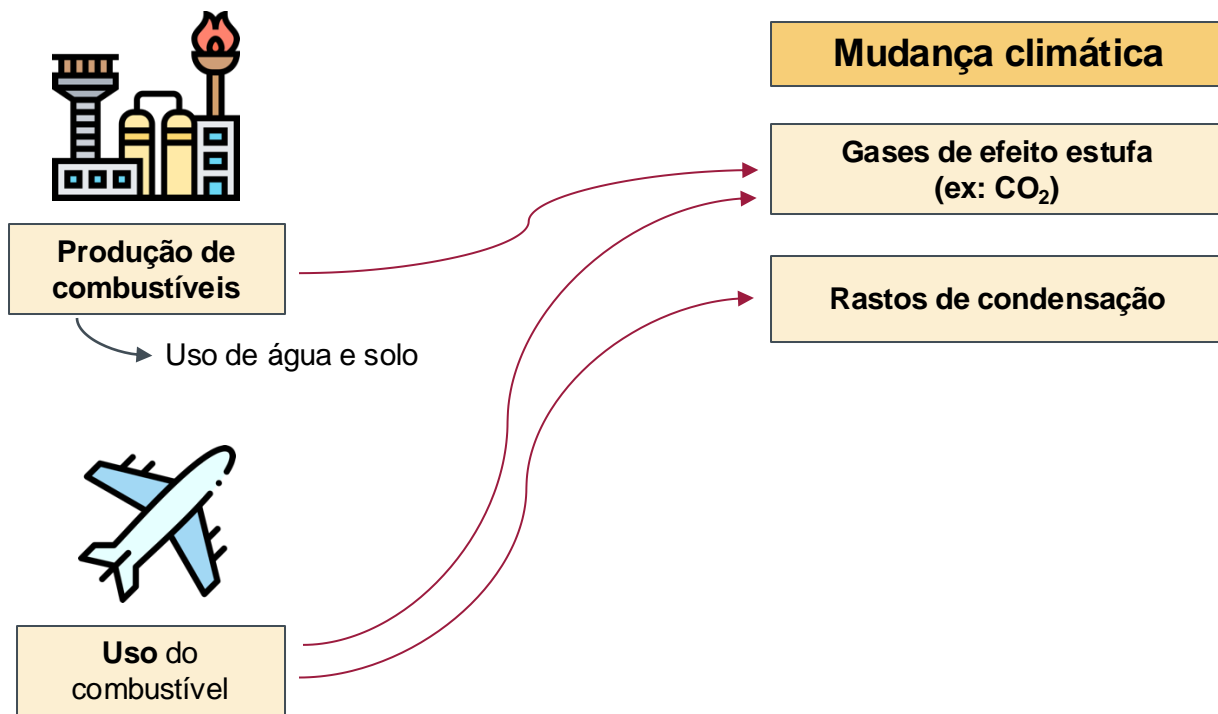 Mudança climática
Gases de efeito estufa
(ex: CO₂)
Produção de
combustíveis
Rastos de condensação
Uso de água e solo
Uso do
combustível